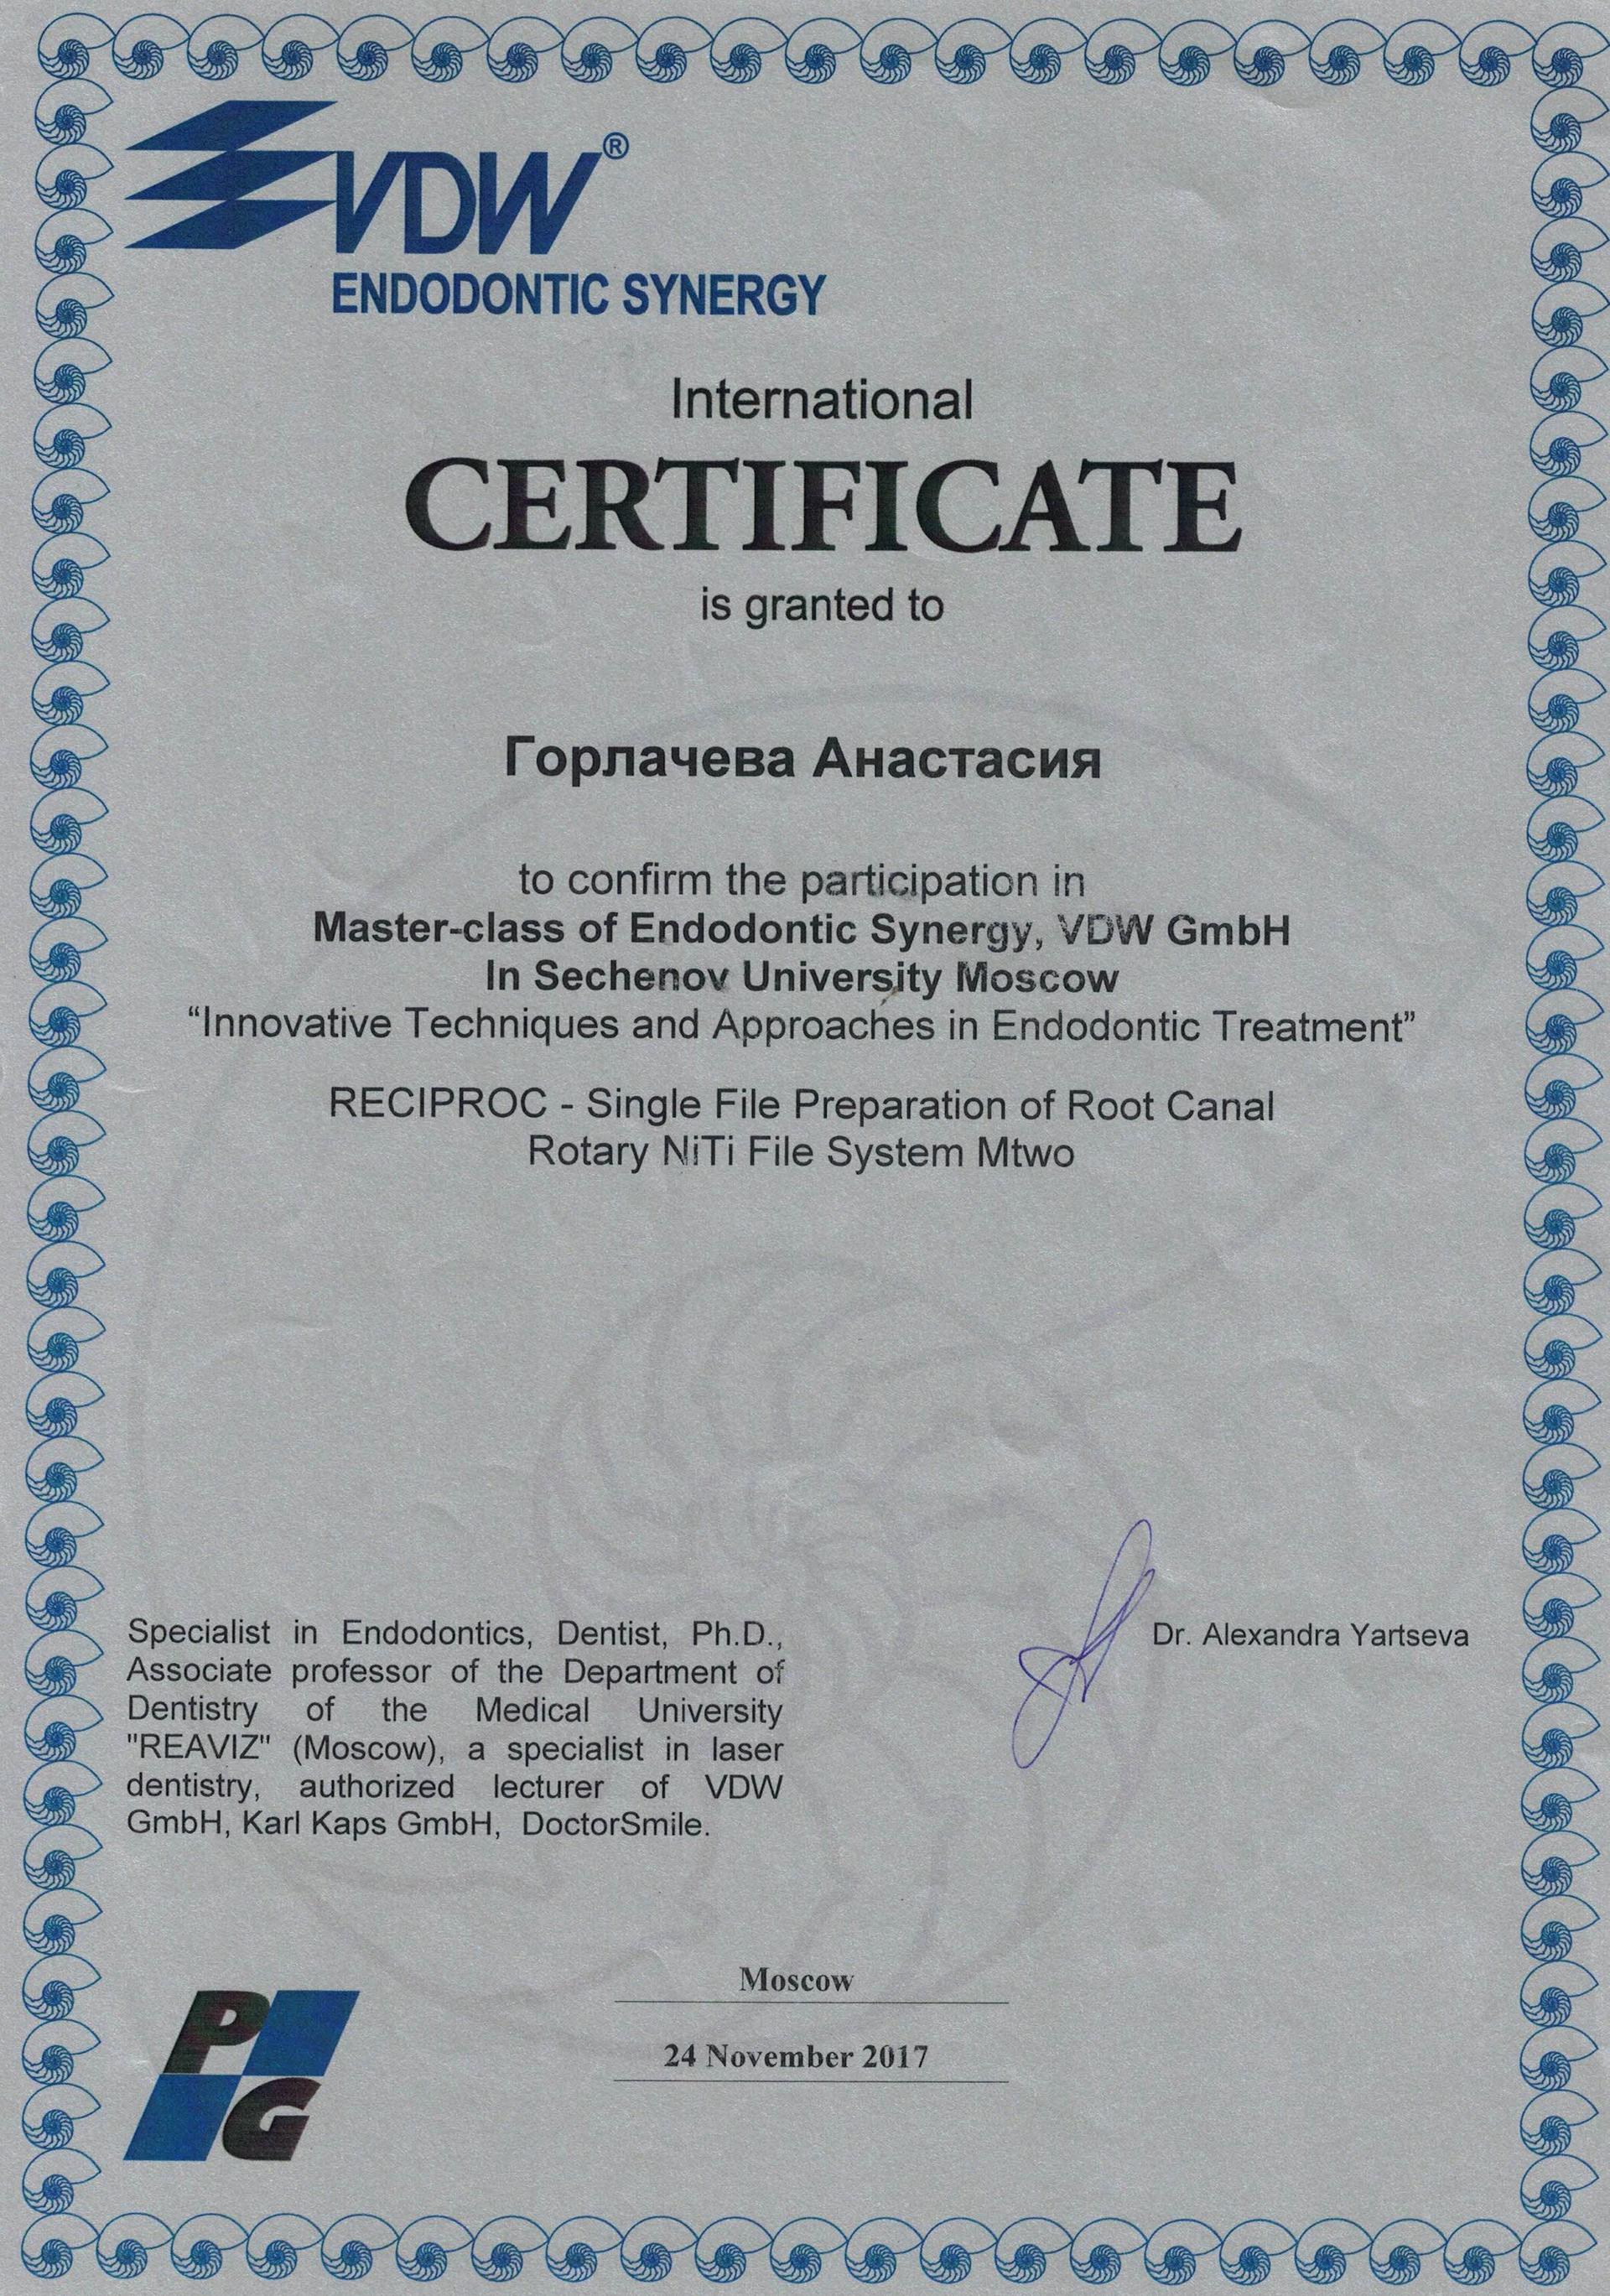 VDW®
ENDODONTIC SYNERGY
International
CERTIFICATE
is granted to
Горлачева Анастасия
to confirm the participation in
Master-class of Endodontic Synergy, VDW GmbH
In Sechenov University Moscow
“Innovative Techniques and Approaches in Endodontic Treatment”
RECIPROC - Single File Preparation of Root Canal
Rotary NiTi File System Mtwo
Specialist in Endodontics, Dentist, Ph.D.,
Associate professor of the Department of
Dentistry of the Medical University
"REAVIZ" (Moscow), a specialist in laser
dentistry, authorized lecturer of VDW
GmbH, Karl Kaps GmbH, DoctorSmile.
Dr. Alexandra Yartseva
Moscow
24 November 2017
P
G